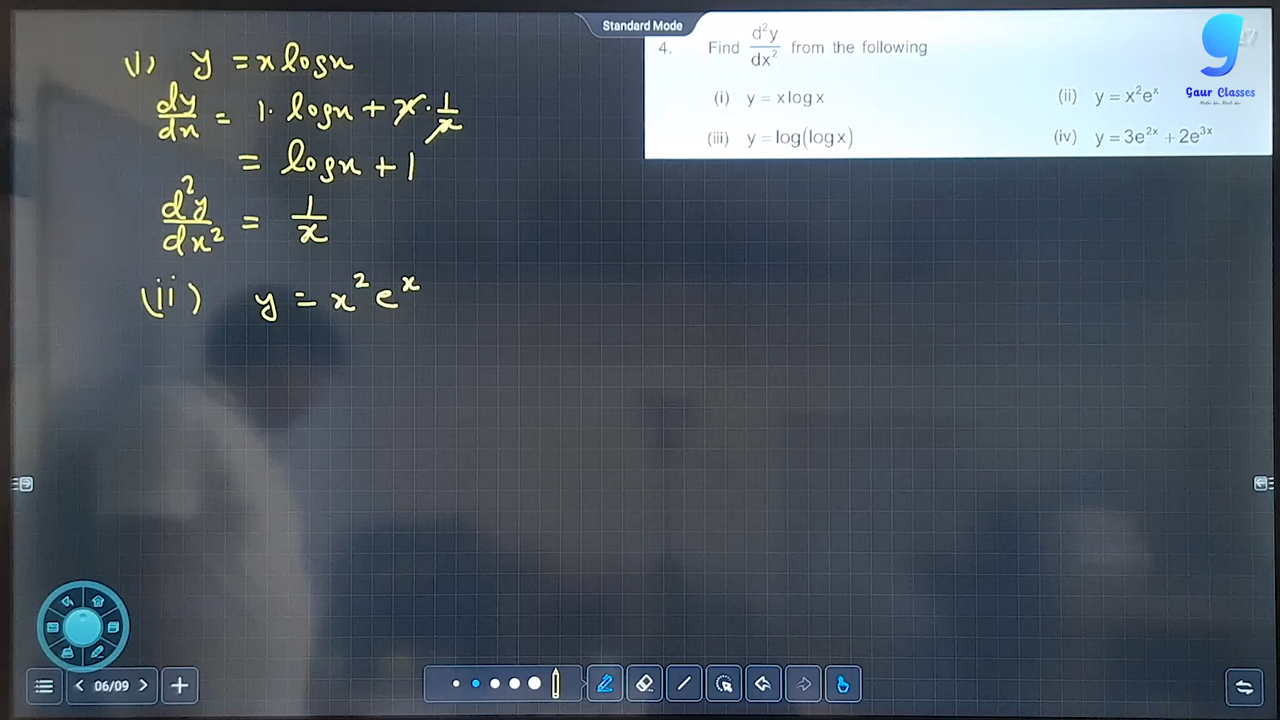 Standard Mode
4. Find d²y/dx² from the following
(i) y = x log x (ii) y = x²eˣ
(iii) y = log(log x) (iv) y = 3e²ˣ + 2e³ˣ
Gaur Classes
(i) y = x log x
dy/dx = 1· log x + x · 1/x
= log x + 1
d²y/dx² = 1/x
(ii) y = x² eˣ
06/09